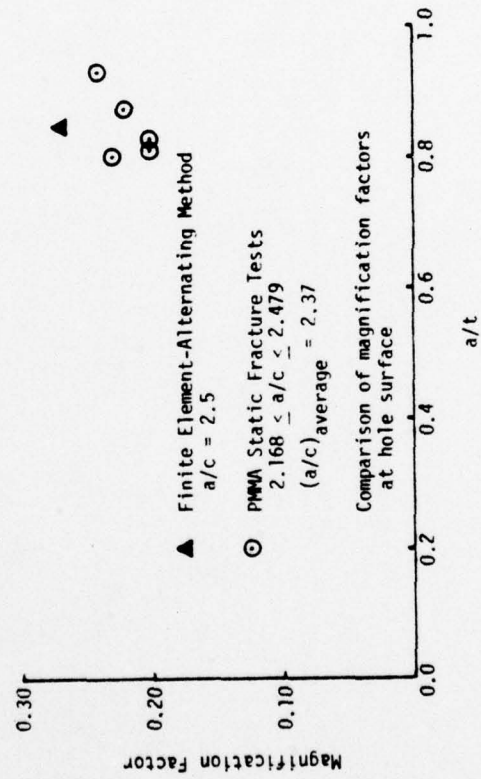 Magnification Factor
0.30
0.20
0.10
0.0
0.2
0.4
0.6
0.8
1.0
a/t
▲ Finite Element-Alternating Method
a/c = 2.5
⊙ PMMA Static Fracture Tests
2.168 ≤ a/c ≤ 2.479
(a/c)average = 2.37
Comparison of magnification factors
at hole surface